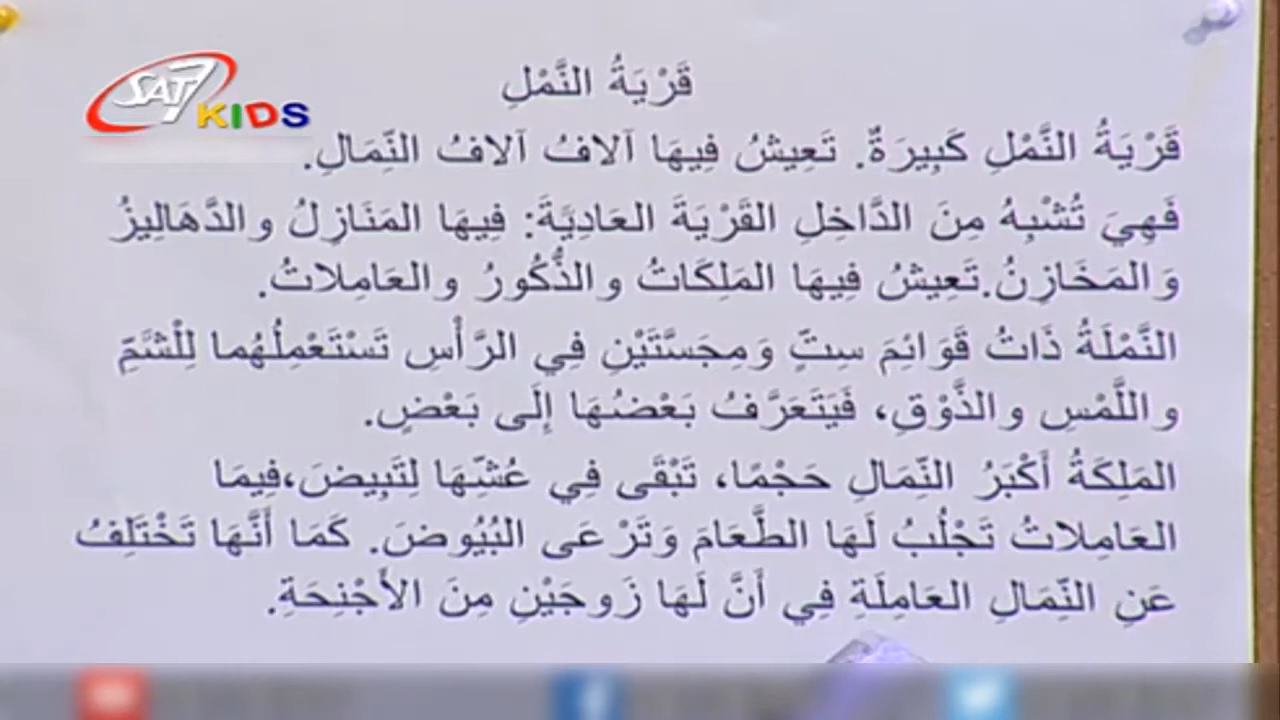 SAT7
KIDS
قَرْيَةُ النَّمْلِ
قَرْيَةُ النَّمْلِ كَبِيرَةٌ. تَعِيشُ فِيهَا آلافُ آلافُ النِّمَالِ.
فَهِيَ تُشْبِهُ مِنَ الدَّاخِلِ القَرْيَةَ العَادِيَّةَ: فِيهَا المَنَازِلُ والدَّهَالِيزُ
وَالمَخَازِنُ.تَعِيشُ فِيهَا المَلِكَاتُ والذُّكُورُ والعَامِلاتُ.
النَّمْلَةُ ذَاتُ قَوَائِمَ سِتٍّ وَمِجَسَّتَيْنِ فِي الرَّأْسِ تَسْتَعْمِلُهُما لِلْشَّمِّ
واللَّمْسِ والذَّوْقِ، فَيَتَعَرَّفُ بَعْضُهَا إِلَى بَعْضٍ.
المَلِكَةُ أَكْبَرُ النِّمَالِ حَجْمًا، تَبْقَى فِي عُشِّهَا لِتَبِيضَ،فِيمَا
العَامِلاتُ تَجْلُبُ لَهَا الطَّعَامَ وَتَرْعَى البُيُوضَ. كَمَا أَنَّهَا تَخْتَلِفُ
عَنِ النِّمَالِ العَامِلَةِ فِي أَنَّ لَهَا زَوجَيْنِ مِنَ الأَجْنِحَةِ.